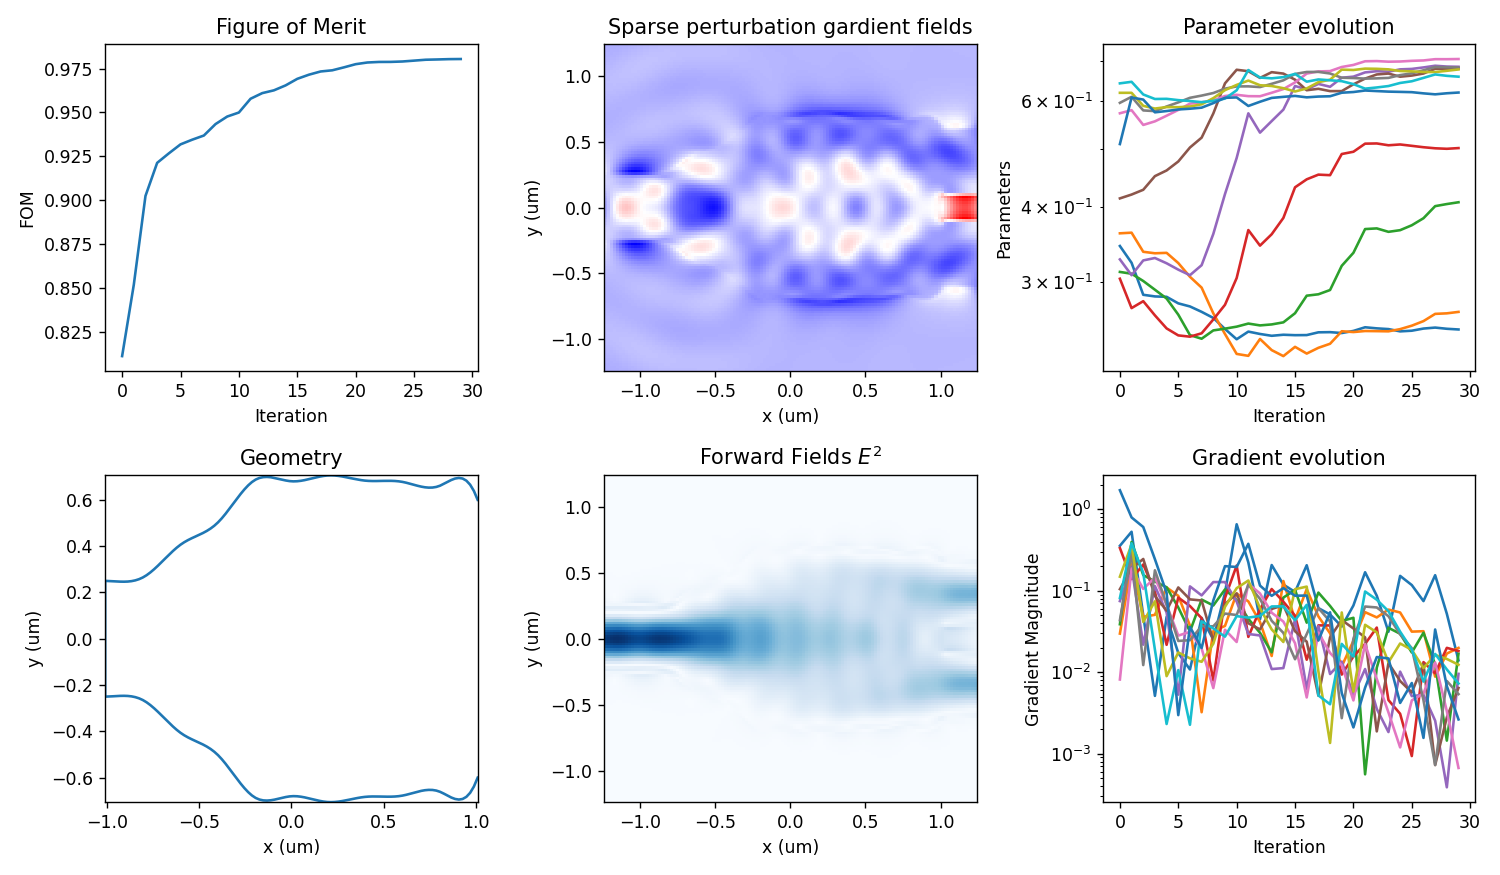 Figure of Merit
FOM
0.975
0.950
0.925
0.900
0.875
0.850
0.825
0 5 10 15 20 25 30
Iteration
Sparse perturbation gardient fields
y (um)
1.0
0.5
0.0
−0.5
−1.0
−1.0 −0.5 0.0 0.5 1.0
x (um)
Parameter evolution
Parameters
6 × 10⁻¹
4 × 10⁻¹
3 × 10⁻¹
0 5 10 15 20 25 30
Iteration
Geometry
y (um)
0.6
0.4
0.2
0.0
−0.2
−0.4
−0.6
−1.0 −0.5 0.0 0.5 1.0
x (um)
Forward Fields E²
y (um)
1.0
0.5
0.0
−0.5
−1.0
−1.0 −0.5 0.0 0.5 1.0
x (um)
Gradient evolution
Gradient Magnitude
10⁰
10⁻¹
10⁻²
10⁻³
0 5 10 15 20 25 30
Iteration